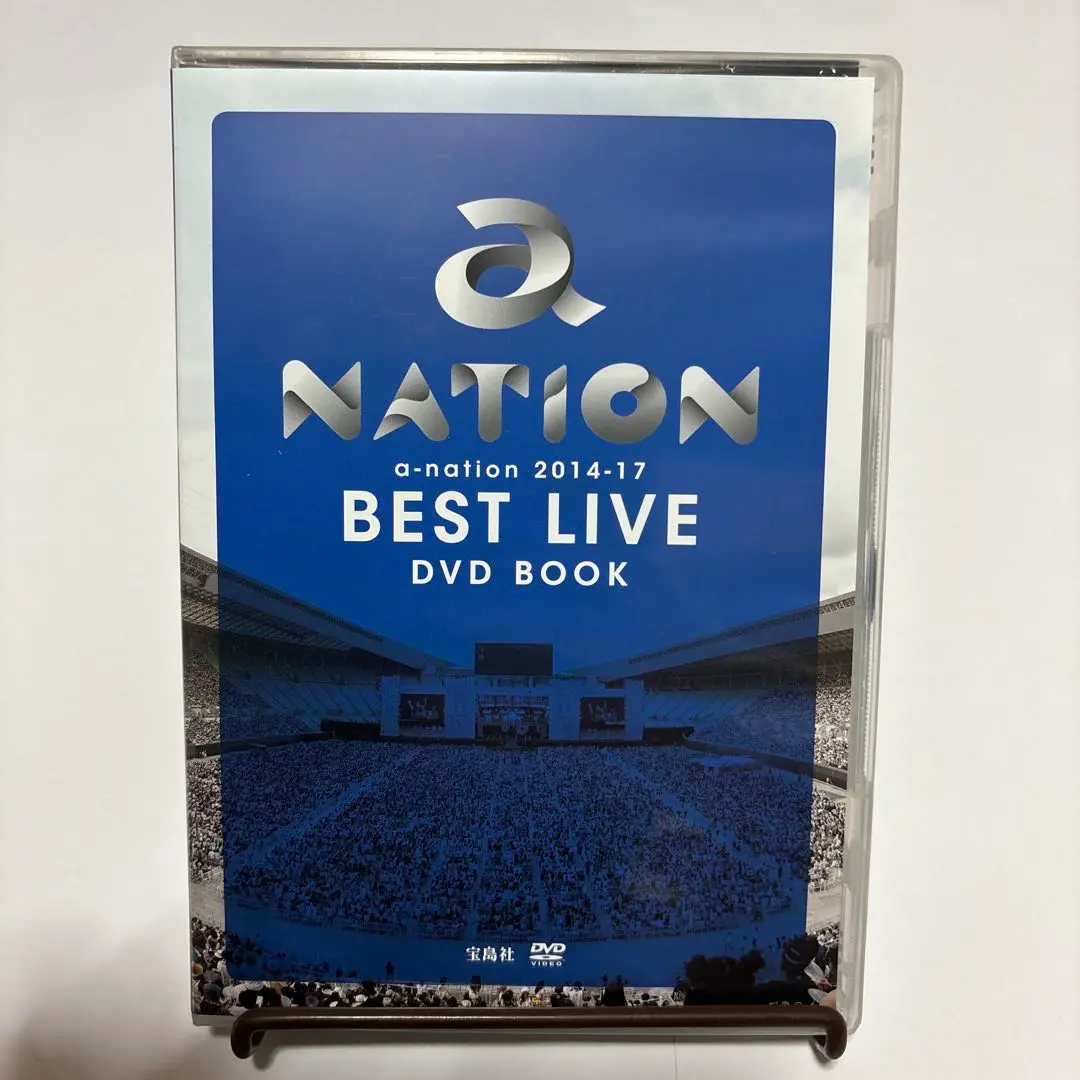 a
NATION
a-nation 2014-17
BEST LIVE
DVD BOOK
宝島社 DVD
VIDEO